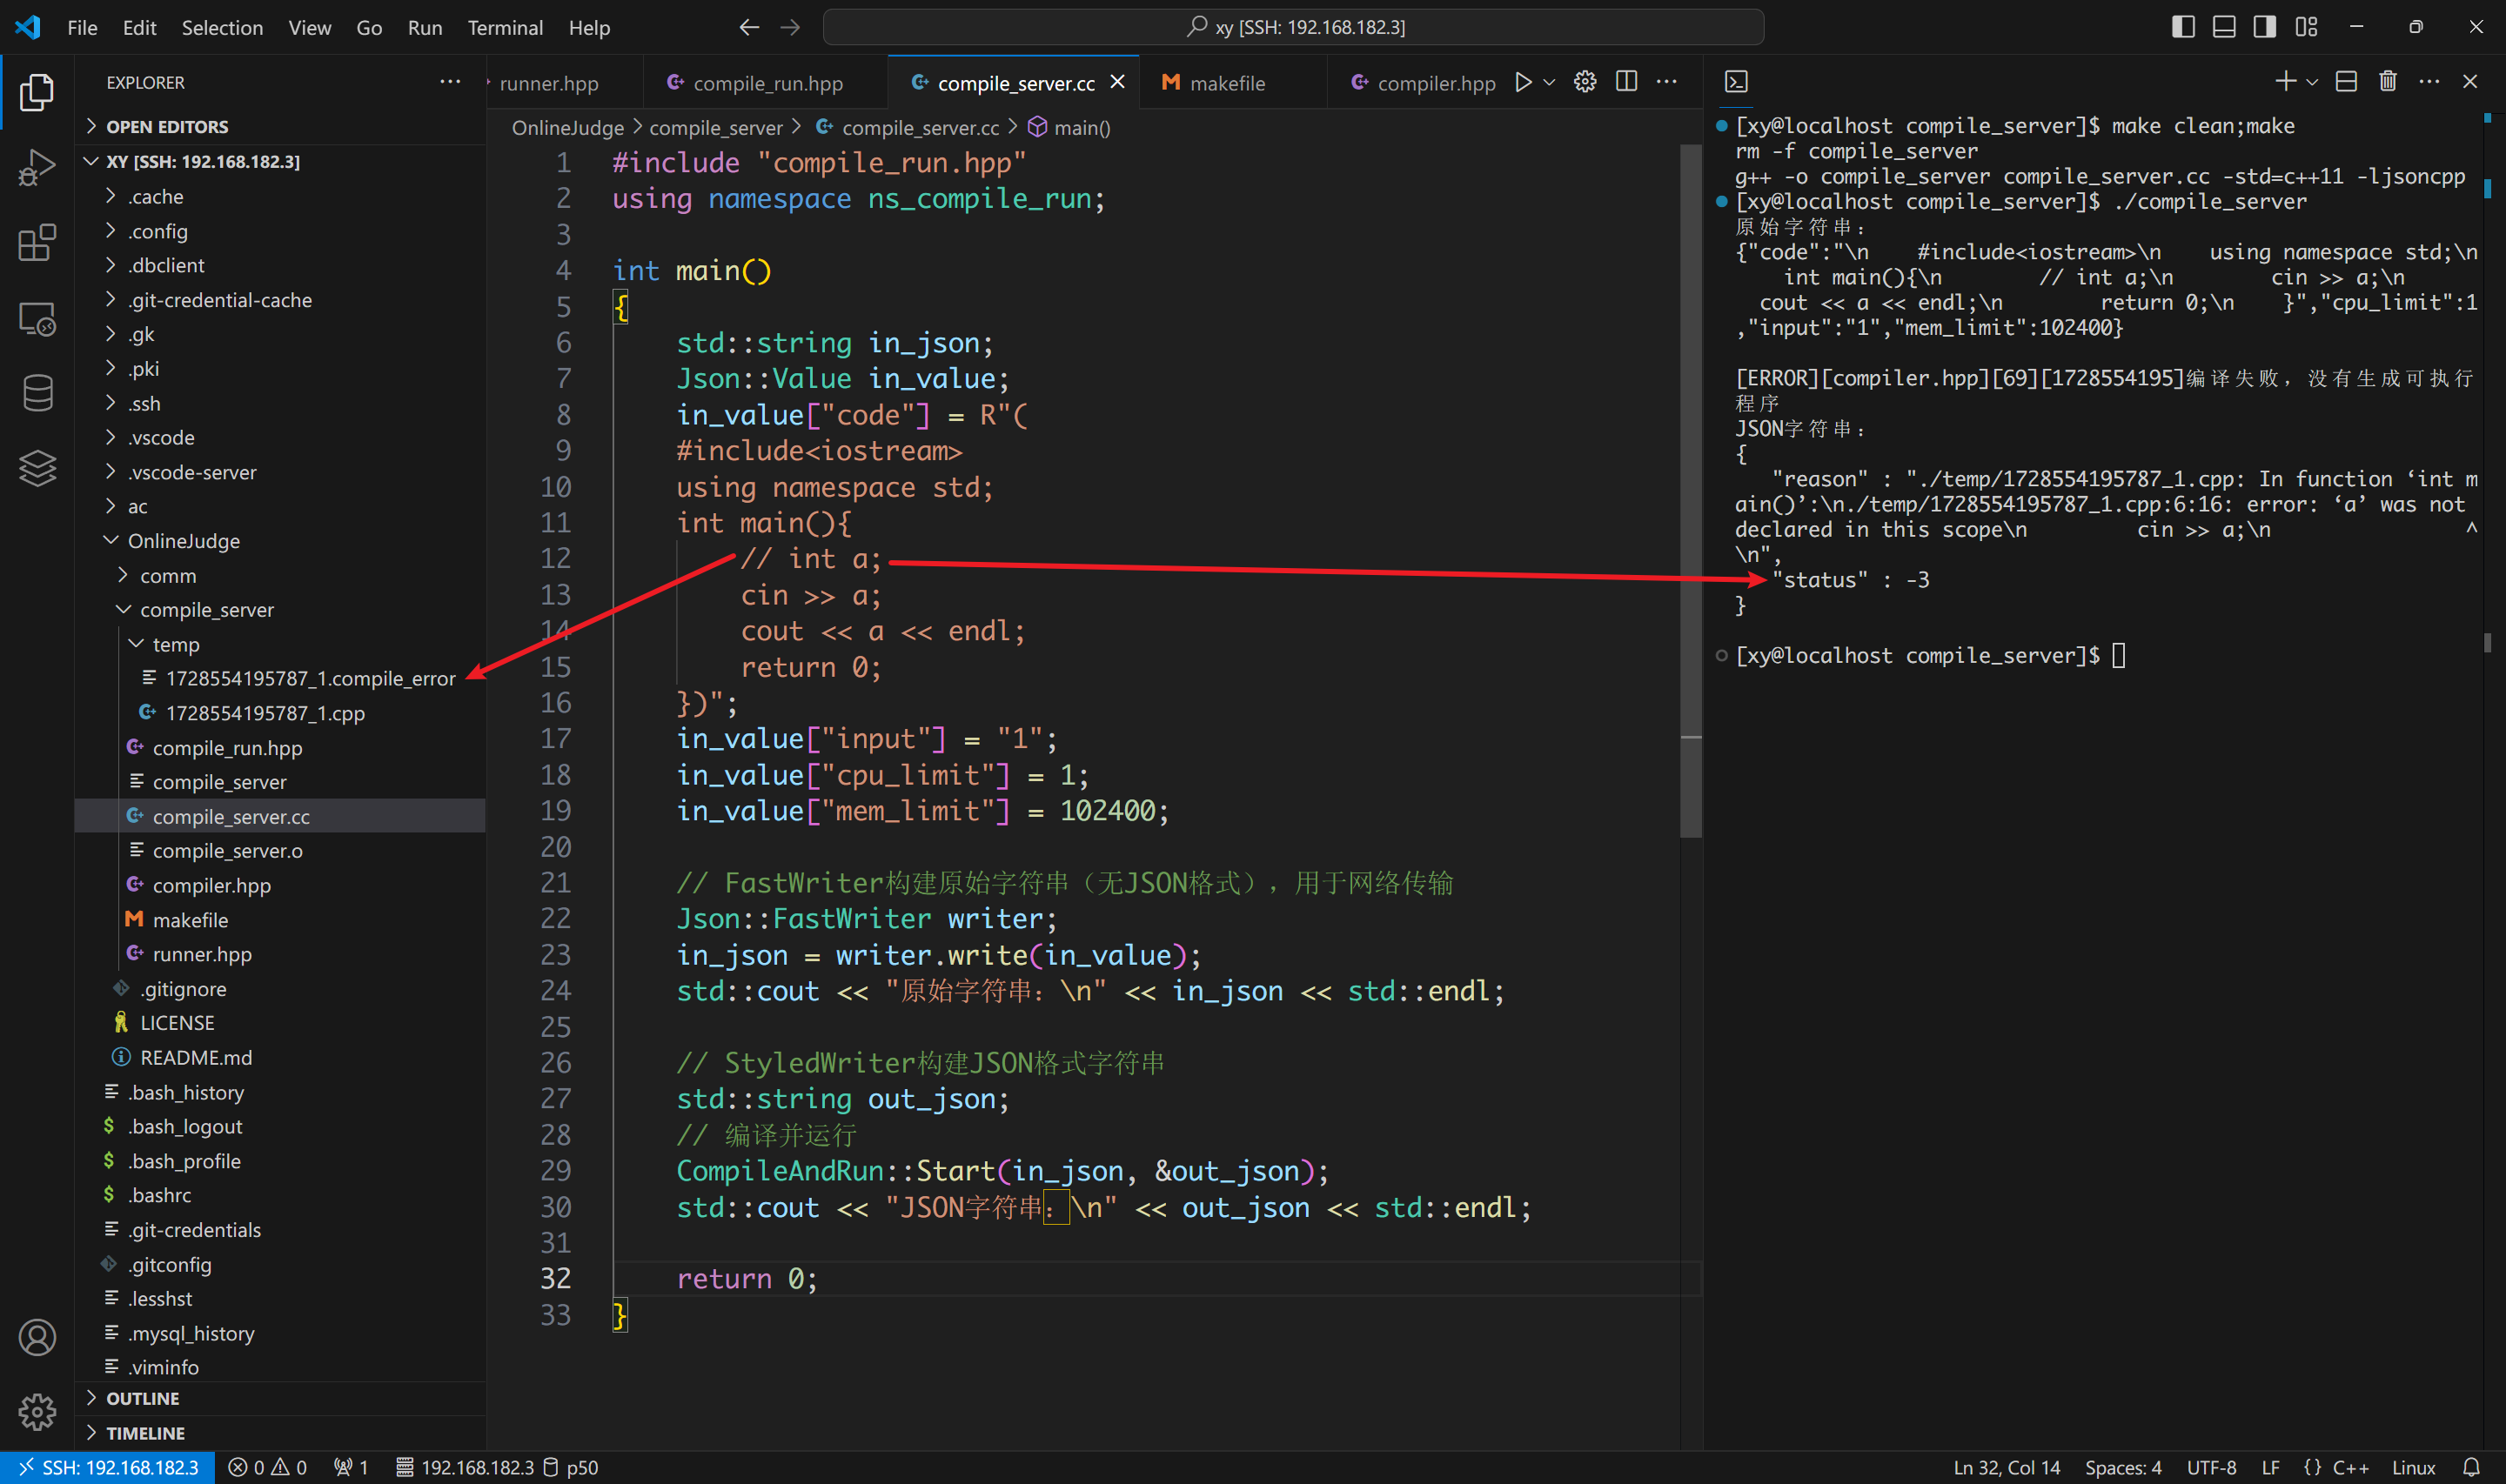 File Edit Selection View Go Run Terminal Help
xy [SSH: 192.168.182.3]
EXPLORER
OPEN EDITORS
XY [SSH: 192.168.182.3]
.cache
.config
.dbclient
.git-credential-cache
.gk
.pki
.ssh
.vscode
.vscode-server
ac
OnlineJudge
comm
compile_server
temp
1728554195787_1.compile_error
1728554195787_1.cpp
compile_run.hpp
compile_server
compile_server.cc
compile_server.o
compiler.hpp
makefile
runner.hpp
.gitignore
LICENSE
README.md
.bash_history
.bash_logout
.bash_profile
.bashrc
.git-credentials
.gitconfig
.lesshst
.mysql_history
.viminfo
OUTLINE
TIMELINE
runner.hpp compile_run.hpp compile_server.cc makefile compiler.hpp
OnlineJudge > compile_server > compile_server.cc > main()
1 #include "compile_run.hpp"
2 using namespace ns_compile_run;
3
4 int main()
5 {
6 std::string in_json;
7 Json::Value in_value;
8 in_value["code"] = R"(
9 #include<iostream>
10 using namespace std;
11 int main(){
12 // int a;
13 cin >> a;
14 cout << a << endl;
15 return 0;
16 })";
17 in_value["input"] = "1";
18 in_value["cpu_limit"] = 1;
19 in_value["mem_limit"] = 102400;
20
21 // FastWriter构建原始字符串（无JSON格式），用于网络传输
22 Json::FastWriter writer;
23 in_json = writer.write(in_value);
24 std::cout << "原始字符串：\n" << in_json << std::endl;
25
26 // StyledWriter构建JSON格式字符串
27 std::string out_json;
28 // 编译并运行
29 CompileAndRun::Start(in_json, &out_json);
30 std::cout << "JSON字符串：\n" << out_json << std::endl;
31
32 return 0;
33 }
[xy@localhost compile_server]$ make clean;make
rm -f compile_server
g++ -o compile_server compile_server.cc -std=c++11 -ljsoncpp
[xy@localhost compile_server]$ ./compile_server
原始字符串：
{"code":"\n    #include<iostream>\n    using namespace std;\n
    int main(){\n        // int a;\n        cin >> a;\n
  cout << a << endl;\n        return 0;\n    }","cpu_limit":1
,"input":"1","mem_limit":102400}
[ERROR][compiler.hpp][69][1728554195]编译失败，没有生成可执行
程序
JSON字符串：
{
"reason" : "./temp/1728554195787_1.cpp: In function ‘int m
ain()’:\n./temp/1728554195787_1.cpp:6:16: error: ‘a’ was not
declared in this scope\n         cin >> a;\n                ^
\n",
"status" : -3
}
[xy@localhost compile_server]$
SSH: 192.168.182.3 0 0 1 192.168.182.3 p50 Ln 32, Col 14 Spaces: 4 UTF-8 LF {} C++ Linux